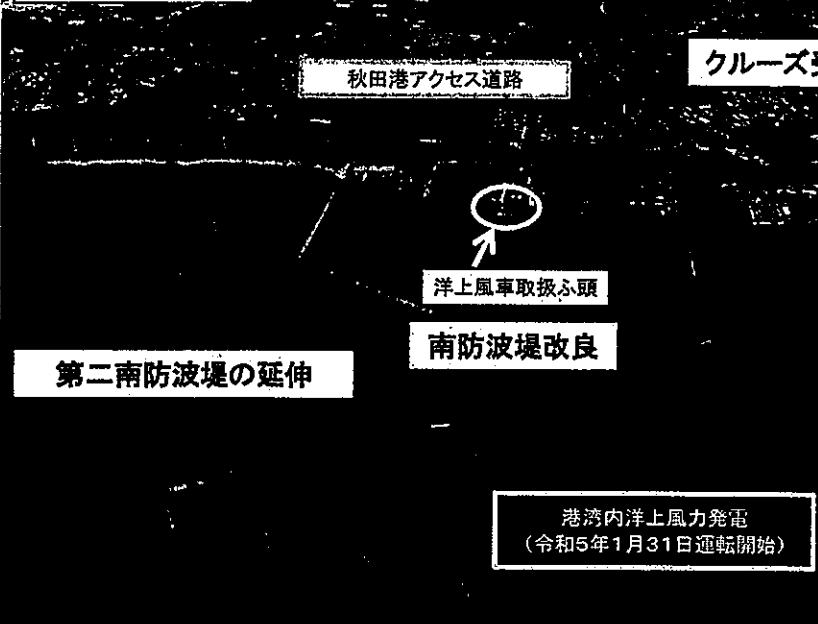 クルーズ
秋田港アクセス道路
洋上風車取扱ふ頭
南防波堤改良
第二南防波堤の延伸
港湾内洋上風力発電
(令和5年1月31日運転開始)